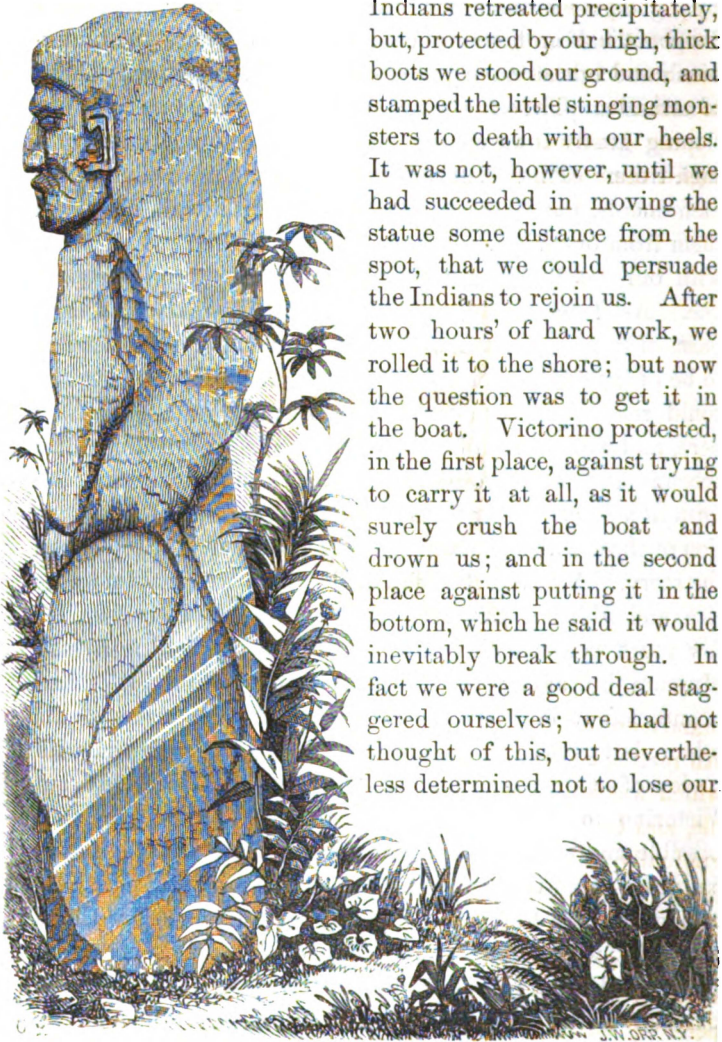 Indians retreated precipitately,
but, protected by our high, thick
boots we stood our ground, and
stamped the little stinging mon-
sters to death with our heels.
It was not, however, until we
had succeeded in moving the
statue some distance from the
spot, that we could persuade
the Indians to rejoin us. After
two hours' of hard work, we
rolled it to the shore; but now
the question was to get it in
the boat. Victorino protested,
in the first place, against trying
to carry it at all, as it would
surely crush the boat and
drown us; and in the second
place against putting it in the
bottom, which he said it would
inevitably break through. In
fact we were a good deal stag-
gered ourselves; we had not
thought of this, but neverthe-
less determined not to lose our
J.W. ORR. N.Y.